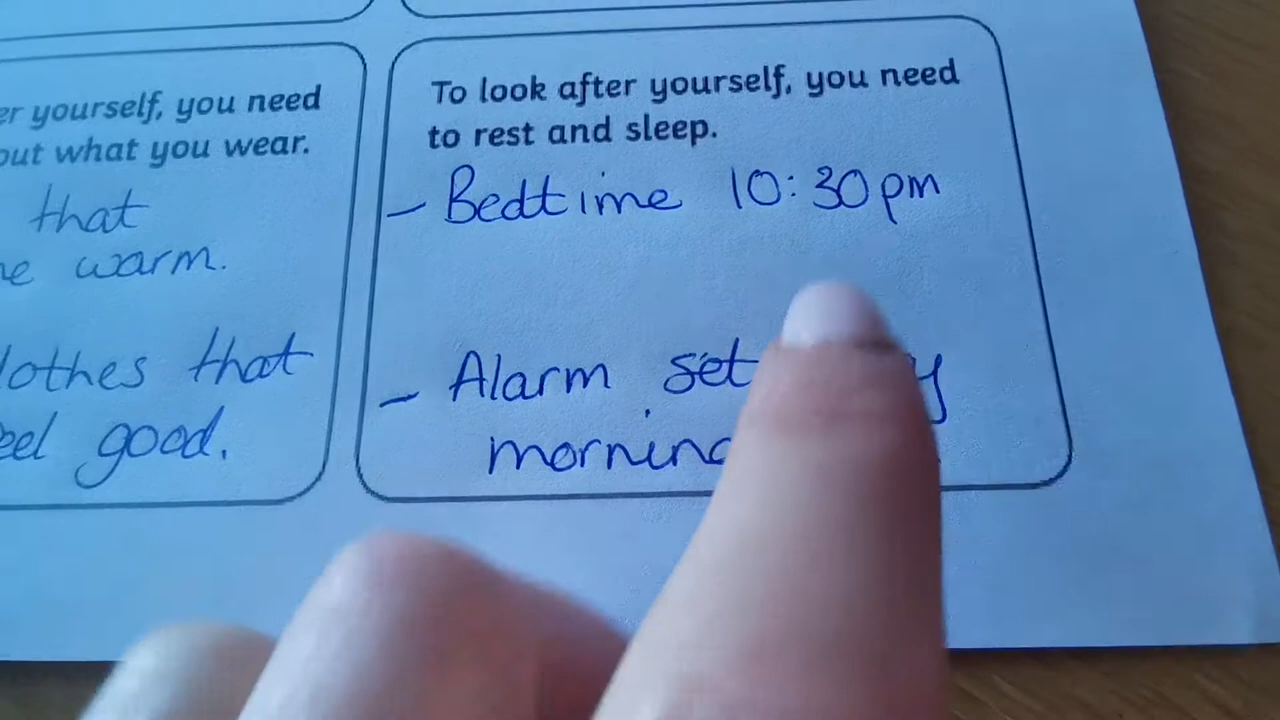 er yourself, you need
out what you wear.
that
warm.
lothes that
eel good.
To look after yourself, you need
to rest and sleep.
- Bedtime 10:30pm
- Alarm set